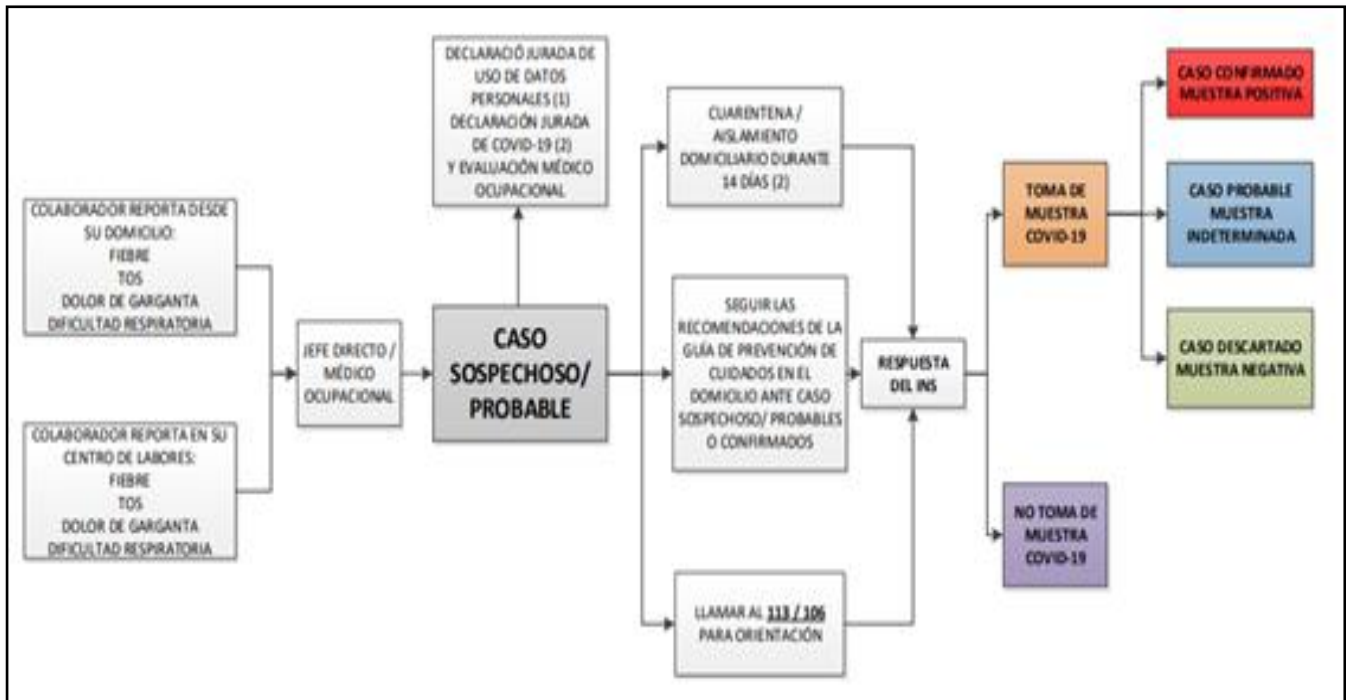 COLABORADOR REPORTA DESDE
SU DOMICILIO:
FIEBRE
TOS
DOLOR DE GARGANTA
DIFICULTAD RESPIRATORIA
COLABORADOR REPORTA EN SU
CENTRO DE LABORES:
FIEBRE
TOS
DOLOR DE GARGANTA
DIFICULTAD RESPIRATORIA
JEFE DIRECTO /
MÉDICO
OCUPACIONAL
DECLARACIÓ JURADA DE
USO DE DATOS
PERSONALES (1)
DECLARACIÓN JURADA
DE COVID-19 (2)
Y EVALUACIÓN MÉDICO
OCUPACIONAL
CASO
SOSPECHOSO/
PROBABLE
CUARENTENA /
AISLAMIENTO
DOMICILIARIO DURANTE
14 DÍAS (2)
SEGUIR LAS
RECOMENDACIONES DE LA
GUÍA DE PREVENCIÓN DE
CUIDADOS EN EL
DOMICILIO ANTE CASO
SOSPECHOSO/ PROBABLES
O CONFIRMADOS
LLAMAR AL 113 / 106
PARA ORIENTACIÓN
RESPUESTA
DEL INS
TOMA DE
MUESTRA
COVID-19
NO TOMA DE
MUESTRA
COVID-19
CASO CONFIRMADO
MUESTRA POSITIVA
CASO PROBABLE
MUESTRA
INDETERMINADA
CASO DESCARTADO
MUESTRA NEGATIVA